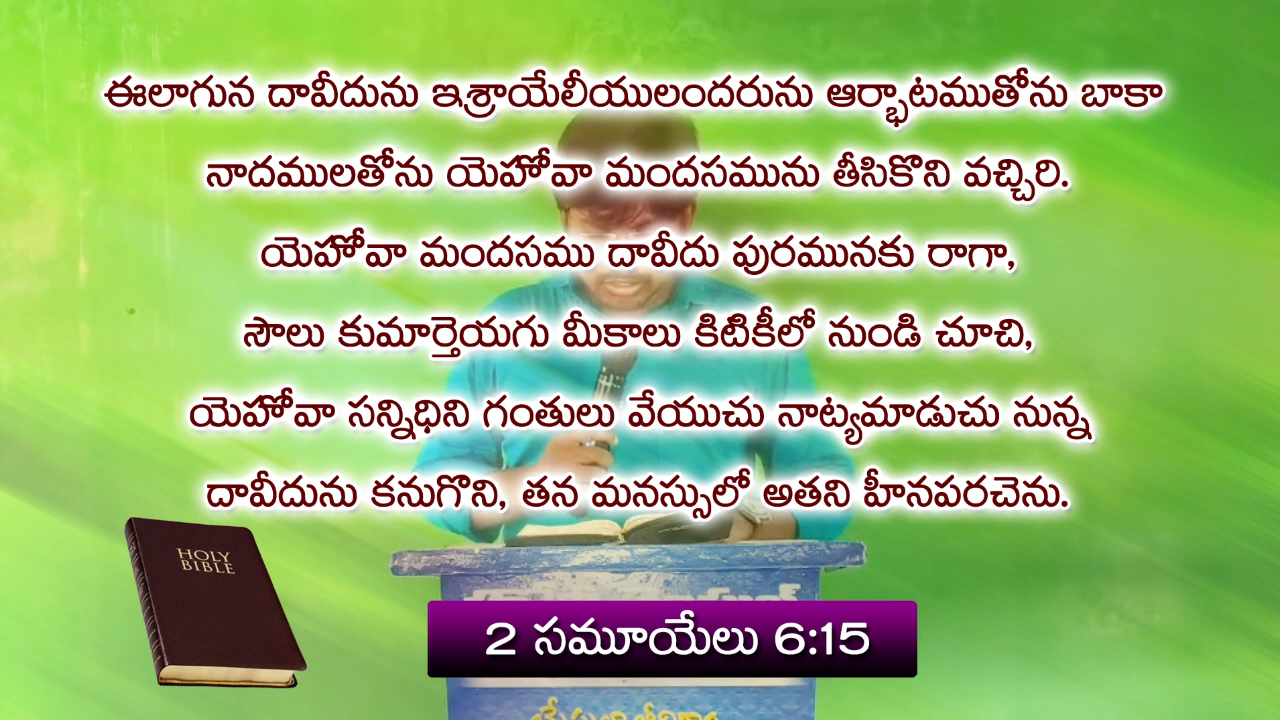 ఈలాగున దావీదును ఇశ్రాయేలీయులందరును ఆర్భాటముతోను బాకా
నాదములతోను యెహోవా మందసమును తీసికొని వచ్చిరి.
యెహోవా మందసము దావీదు పురమునకు రాగా,
సౌలు కుమార్తెయగు మీకాలు కిటికీలో నుండి చూచి,
యెహోవా సన్నిధిని గంతులు వేయుచు నాట్యమాడుచు నున్న
దావీదును కనుగొని, తన మనస్సులో అతని హీనపరచెను.
HOLY
BIBLE
2 సమూయేలు 6:15